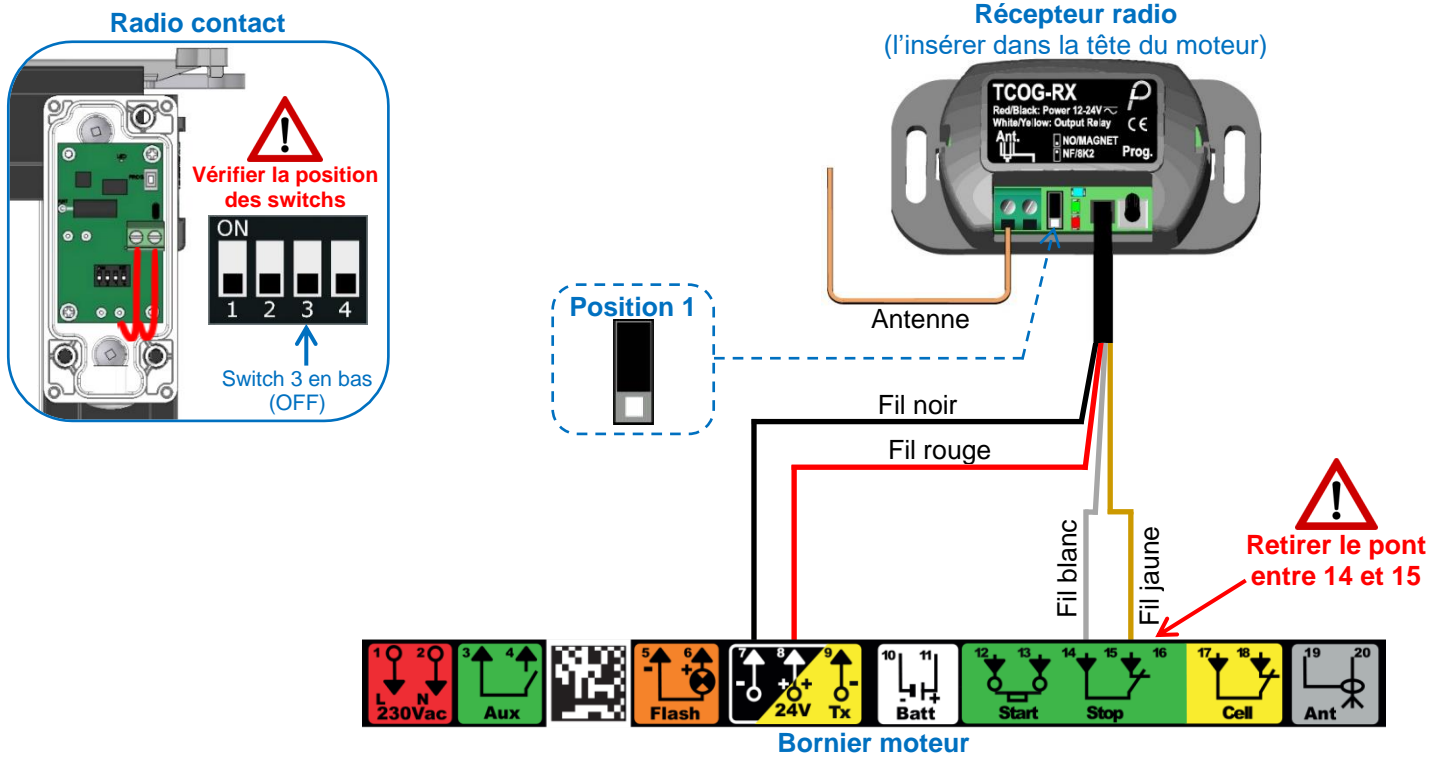 Radio contact
Vérifier la position
des switchs
ON
1 2 3 4
Switch 3 en bas
(OFF)
Récepteur radio
(l'insérer dans la tête du moteur)
TCOG-RX
Red/Black: Power 12-24V
White/Yellow: Output Relay
Ant.
NO/MAGNET
NF/8K2
Prog.
CE
Antenne
Position 1
Fil noir
Fil rouge
Fil blanc
Fil jaune
Retirer le pont
entre 14 et 15
1 2 3 4 5 6 7 8 9 10 11 12 13 14 15 16 17 18 19 20
L N
230Vac
Aux
- Flash
- + + -
24V Tx
- +
Batt
Start
Stop
Cell
Ant
Bornier moteur